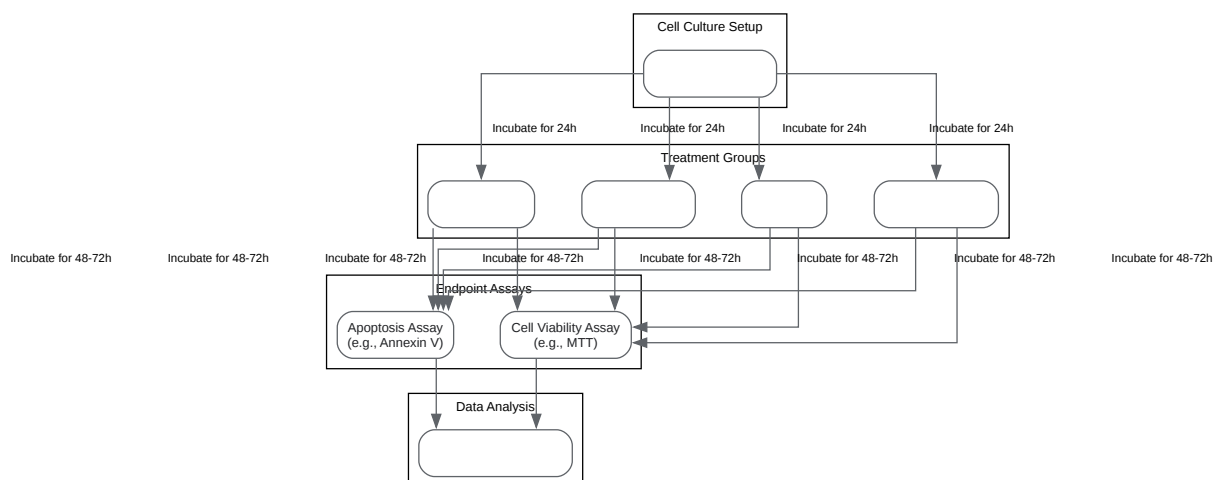 Cell Culture Setup
Incubate for 24h
Incubate for 24h
Incubate for 24h
Incubate for 24h
Treatment Groups
Incubate for 48-72h
Incubate for 48-72h
Incubate for 48-72h
Incubate for 48-72h
Incubate for 48-72h
Incubate for 48-72h
Incubate for 48-72h
Incubate for 48-72h
Endpoint Assays
Apoptosis Assay
(e.g., Annexin V)
Cell Viability Assay
(e.g., MTT)
Data Analysis